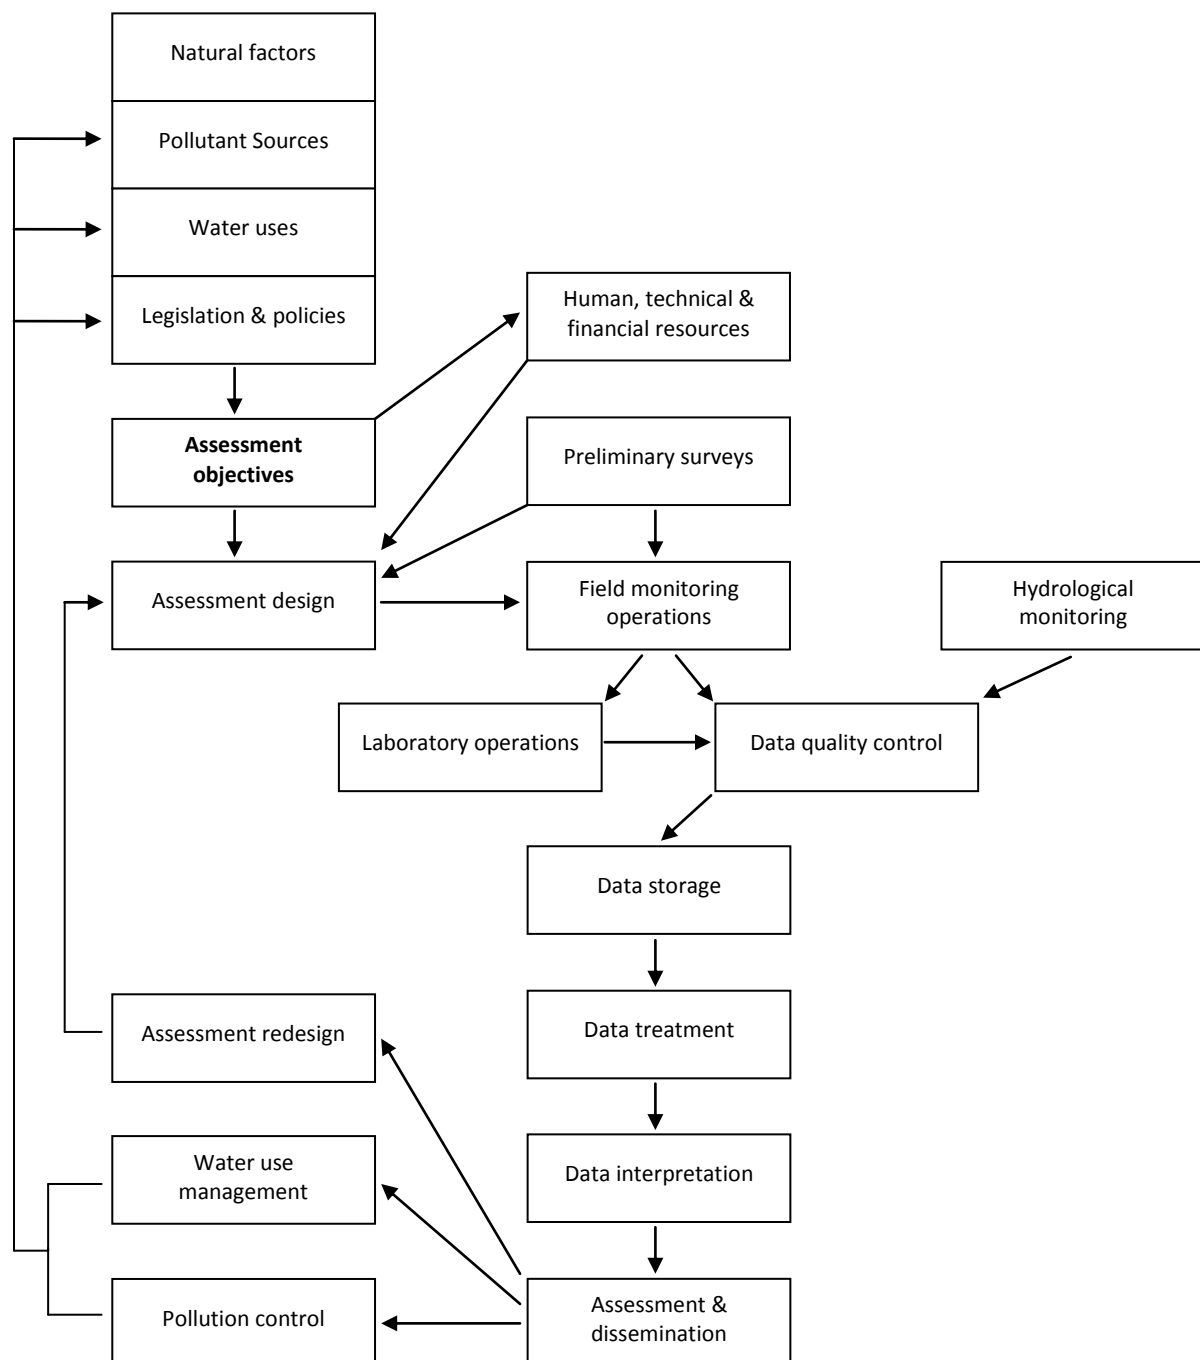 Natural factors
Pollutant Sources
Water uses
Legislation & policies
Human, technical &
financial resources
Assessment
objectives
Preliminary surveys
Assessment design
Field monitoring
operations
Hydrological
monitoring
Laboratory operations
Data quality control
Data storage
Assessment redesign
Data treatment
Water use
management
Data interpretation
Pollution control
Assessment &
dissemination